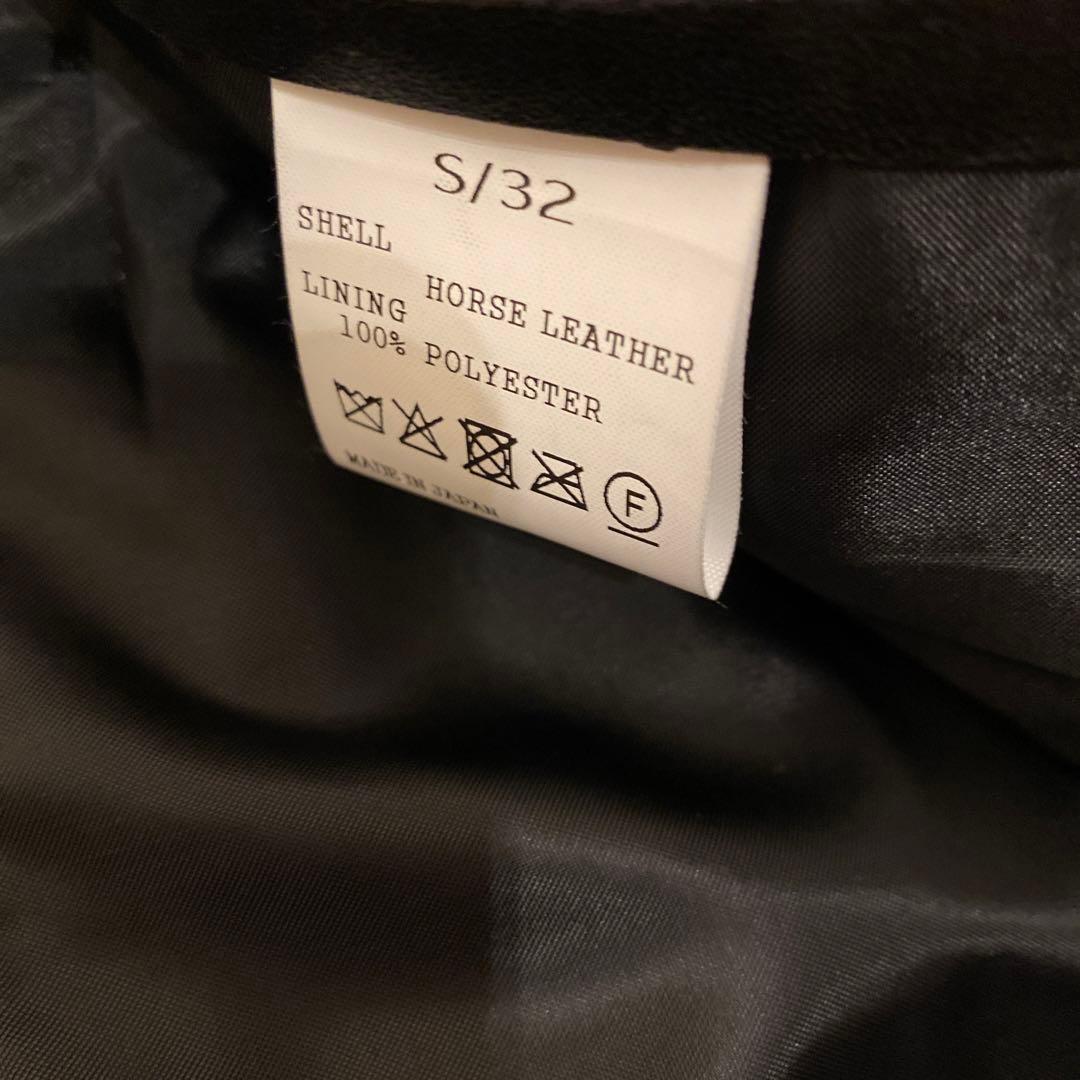 S/32
SHELL
HORSE LEATHER
LINING
100% POLYESTER
F
MADE IN JAPAN